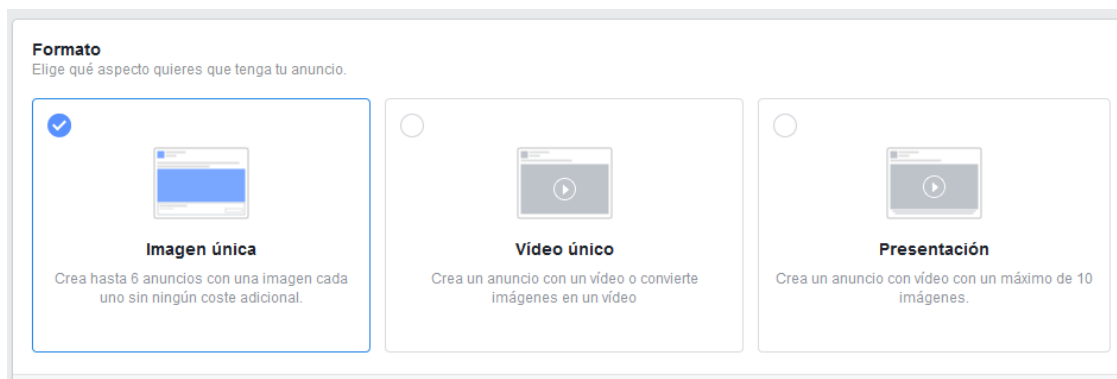 Formato
Elige qué aspecto quieres que tenga tu anuncio.
Imagen única
Crea hasta 6 anuncios con una imagen cada
uno sin ningún coste adicional.
Vídeo único
Crea un anuncio con un vídeo o convierte
imágenes en un vídeo
Presentación
Crea un anuncio con vídeo con un máximo de 10
imágenes.